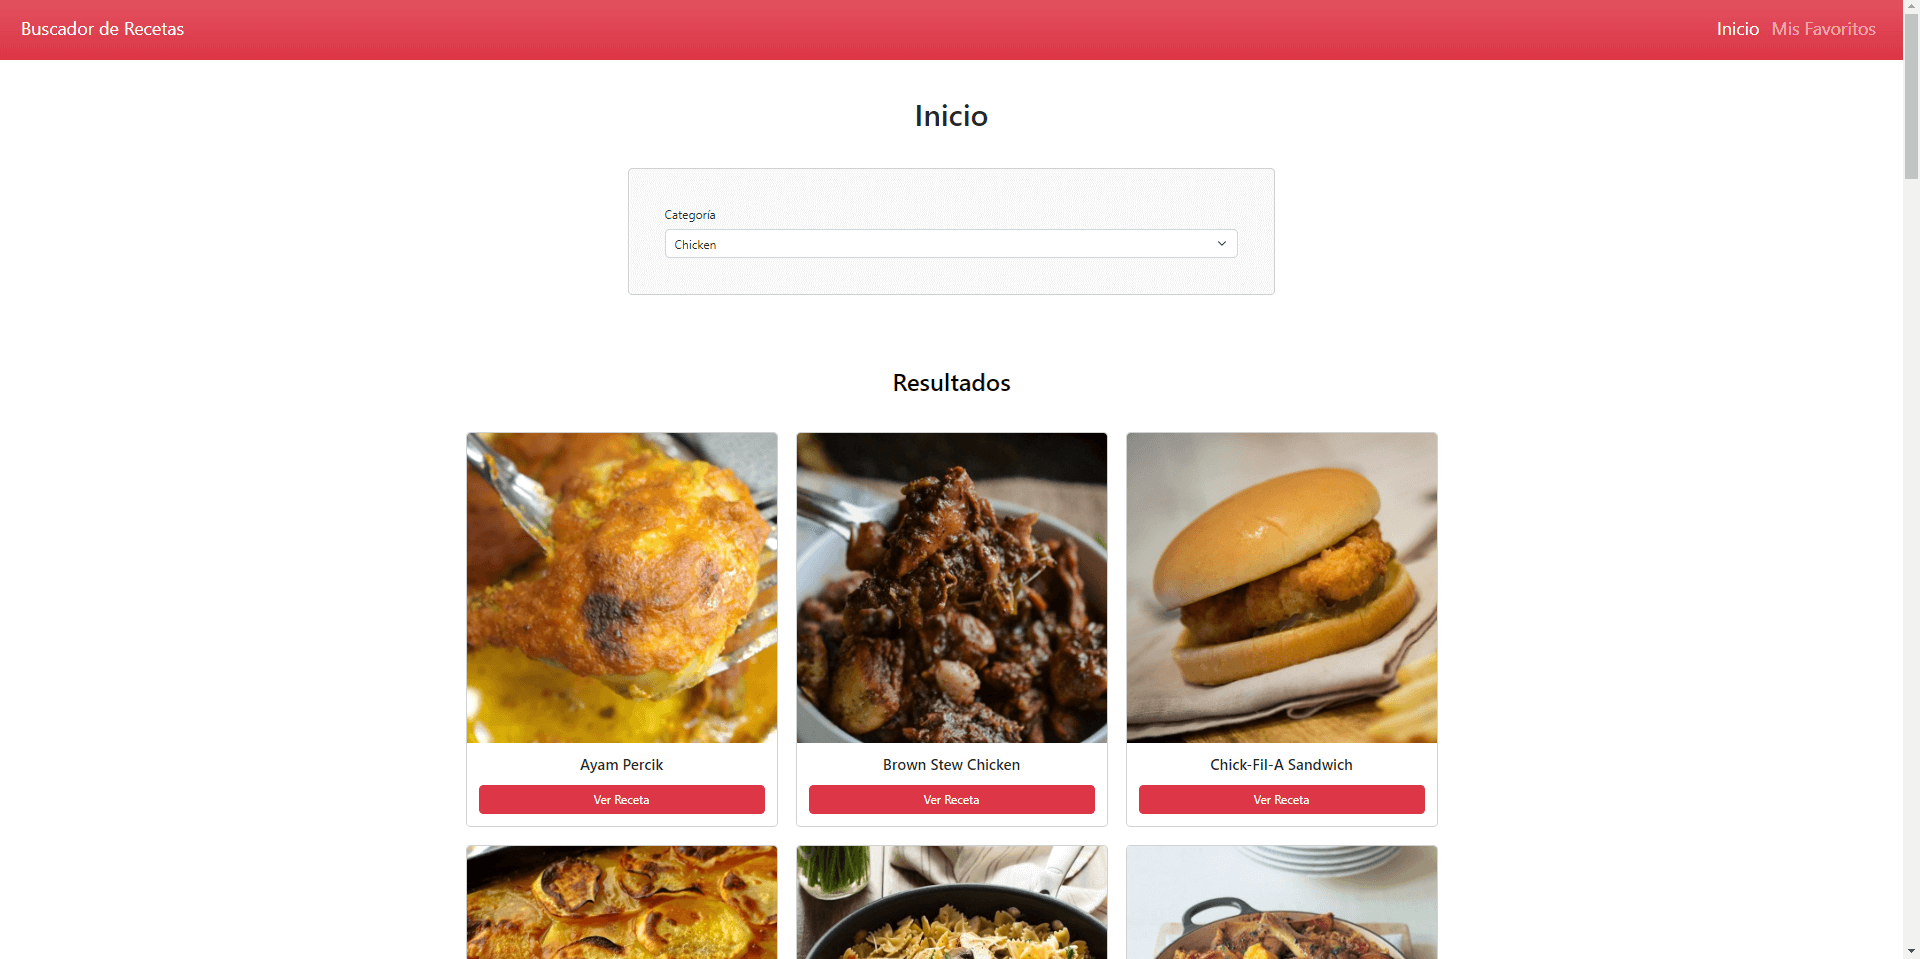 Buscador de Recetas
Inicio Mis Favoritos
Inicio
Categoría
Chicken
Resultados
Ayam Percik
Ver Receta
Brown Stew Chicken
Ver Receta
Chick-Fil-A Sandwich
Ver Receta